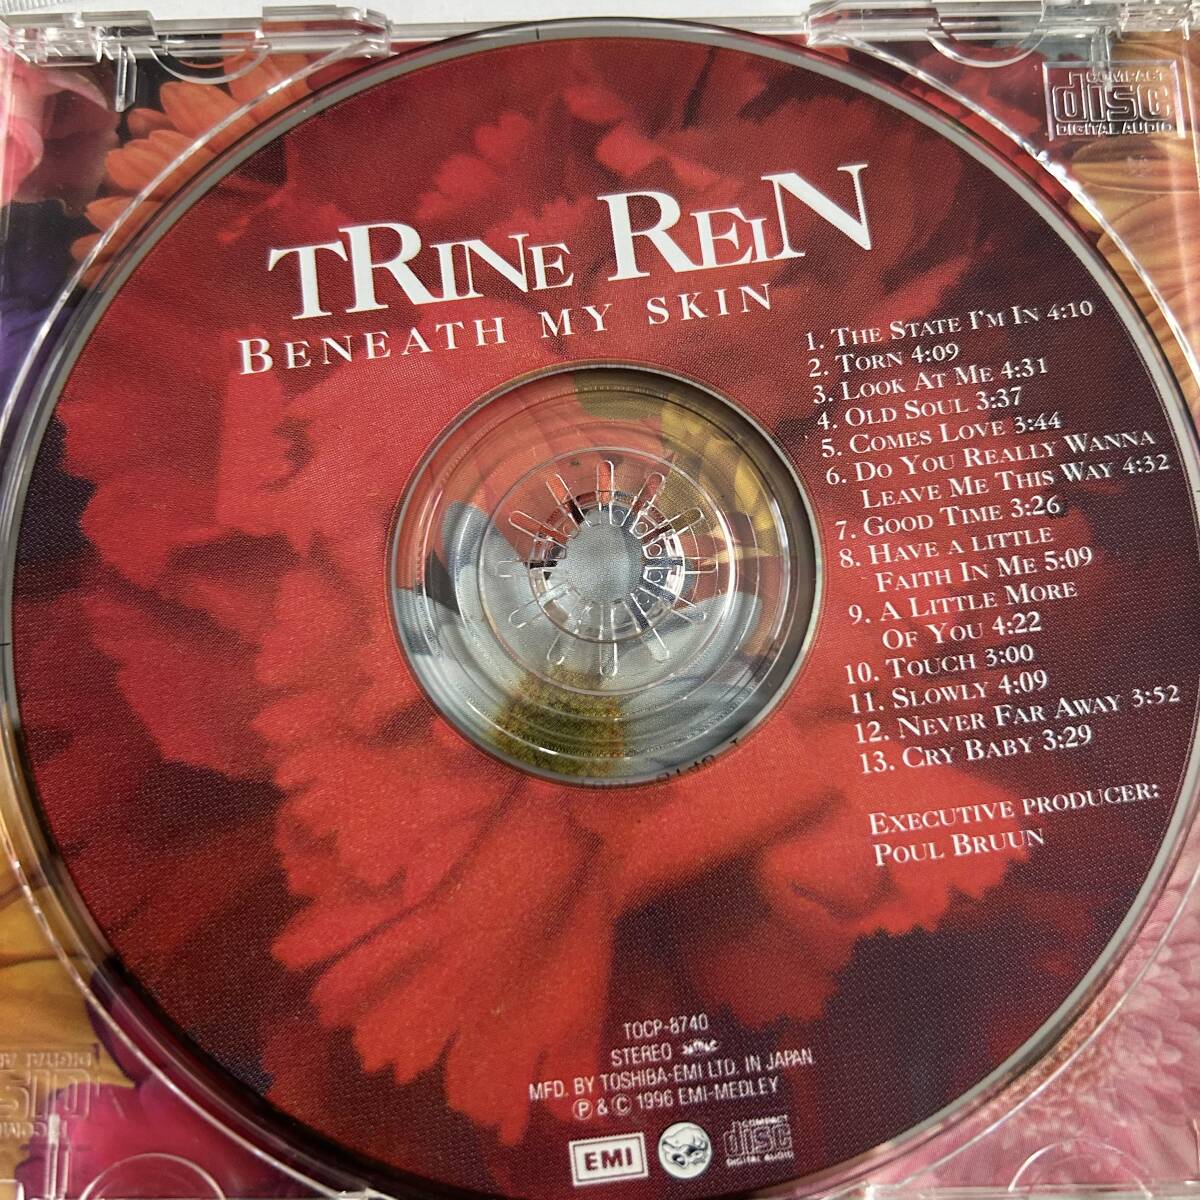 TRINE REIN
BENEATH MY SKIN
1. THE STATE I'M IN 4:10
2. TORN 4:09
3. LOOK AT ME 4:31
4. OLD SOUL 3:37
5. COMES LOVE 3:44
6. DO YOU REALLY WANNA
LEAVE ME THIS WAY 4:32
7. GOOD TIME 3:26
8. HAVE A LITTLE
FAITH IN ME 5:09
9. A LITTLE MORE
OF YOU 4:22
10. TOUCH 3:00
11. SLOWLY 4:09
12. NEVER FAR AWAY 3:52
13. CRY BABY 3:29
EXECUTIVE PRODUCER:
POUL BRUUN
TOCP-8740
STEREO
MFD. BY TOSHIBA-EMI LTD. IN JAPAN
Ⓟ & © 1996 EMI-MEDLEY
EMI
COMPACT
disc
DIGITAL AUDIO
COMPACT
disc
DIGITAL AUDIO